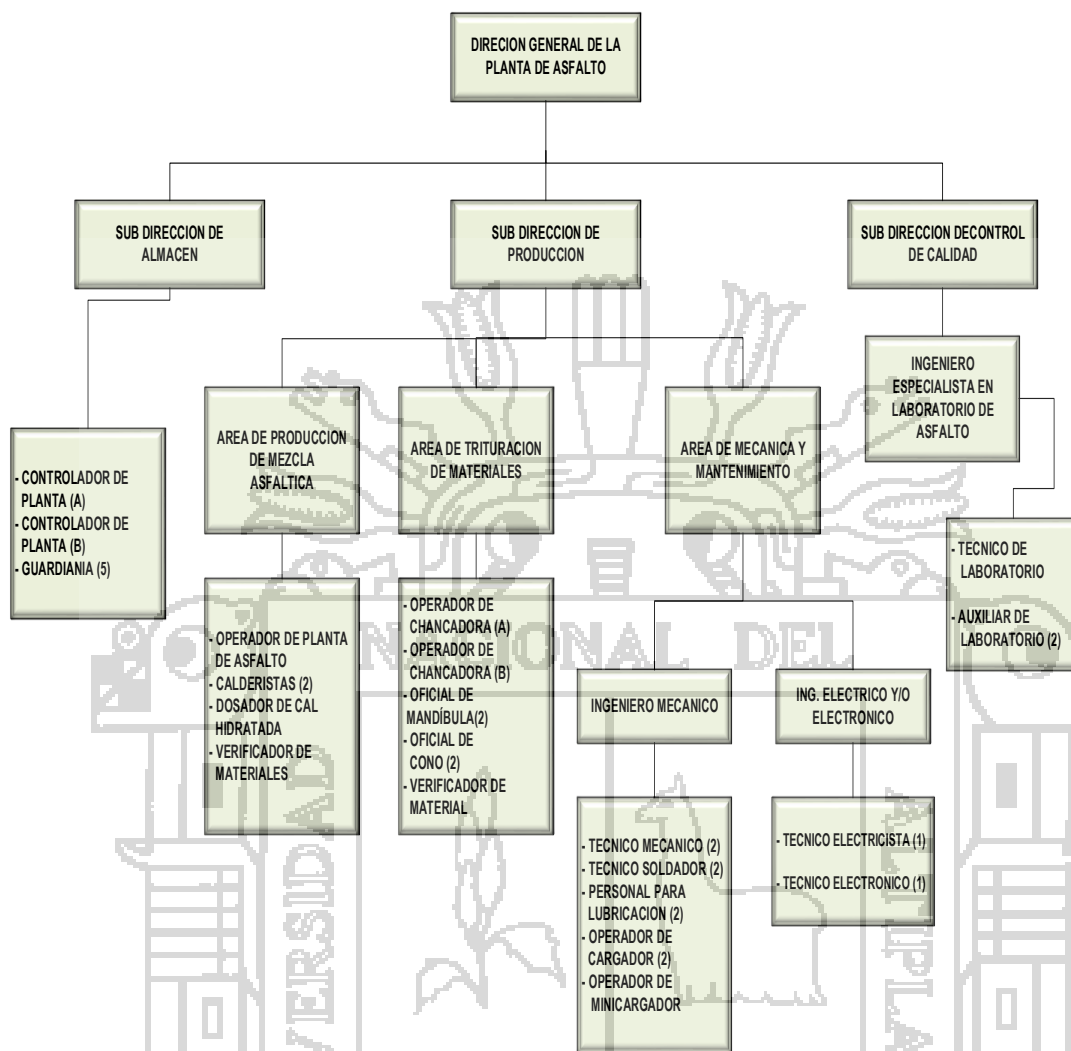 DIRECION GENERAL DE LA
PLANTA DE ASFALTO
SUB DIRECCION DE
ALMACEN
SUB DIRECCION DE
PRODUCCION
SUB DIRECCION DECONTROL
DE CALIDAD
INGENIERO
ESPECIALISTA EN
LABORATORIO DE
ASFALTO
AREA DE PRODUCCION
DE MEZCLA
ASFALTICA
AREA DE TRITURACION
DE MATERIALES
AREA DE MECANICA Y
MANTENIMIENTO
- CONTROLADOR DE
PLANTA (A)
- CONTROLADOR DE
PLANTA (B)
- GUARDIANIA (5)
- TECNICO DE
LABORATORIO
- AUXILIAR DE
LABORATORIO (2)
- OPERADOR DE PLANTA
DE ASFALTO
- CALDERISTAS (2)
- DOSADOR DE CAL
HIDRATADA
- VERIFICADOR DE
MATERIALES
- OPERADOR DE
CHANCADORA (A)
- OPERADOR DE
CHANCADORA (B)
- OFICIAL DE
MANDÍBULA(2)
- OFICIAL DE
CONO (2)
- VERIFICADOR DE
MATERIAL
INGENIERO MECANICO
ING. ELECTRICO Y/O
ELECTRONICO
- TECNICO MECANICO (2)
- TECNICO SOLDADOR (2)
- PERSONAL PARA
LUBRICACION (2)
- OPERADOR DE
CARGADOR (2)
- OPERADOR DE
MINICARGADOR
- TECNICO ELECTRICISTA (1)
- TECNICO ELECTRONICO (1)
NACIONAL DEL
VERSIDAD
ALTIPLA